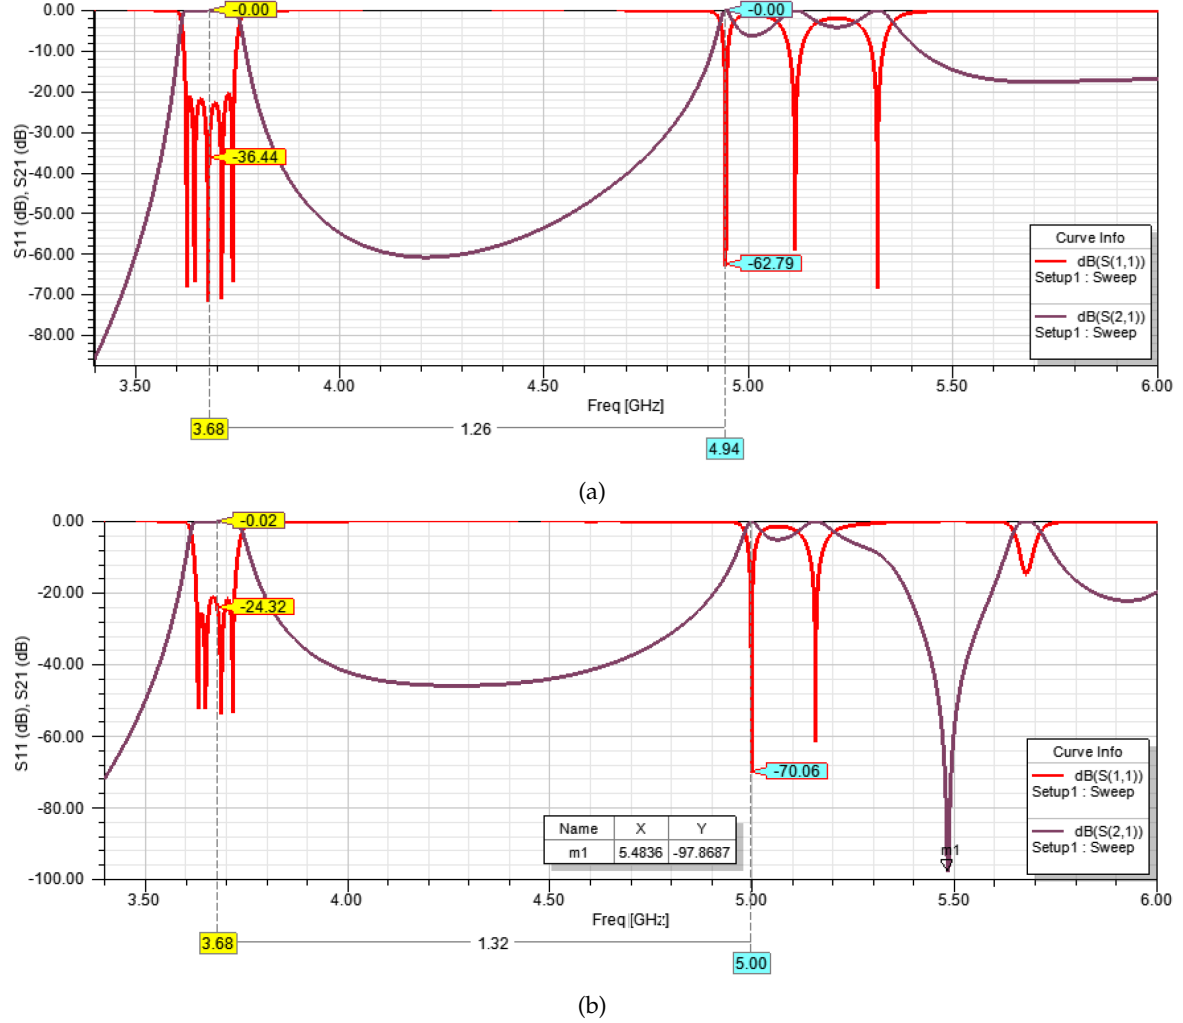 0.00
-10.00
-20.00
-30.00
-40.00
-50.00
-60.00
-70.00
-80.00
S11 (dB), S21 (dB)
-0.00
-0.00
-36.44
-62.79
Curve Info
dB(S(1,1))
Setup1 : Sweep
dB(S(2,1))
Setup1 : Sweep
3.50 4.00 4.50 5.00 5.50 6.00
Freq [GHz]
3.68 1.26 4.94
(a)
0.00
-20.00
-40.00
-60.00
-80.00
-100.00
S11 (dB), S21 (dB)
-0.02
-24.32
-70.06
Name X Y
m1 5.4836 -97.8687
m1
Curve Info
dB(S(1,1))
Setup1 : Sweep
dB(S(2,1))
Setup1 : Sweep
3.50 4.00 4.50 5.00 5.50 6.00
Freq [GHz]
3.68 1.32 5.00
(b)